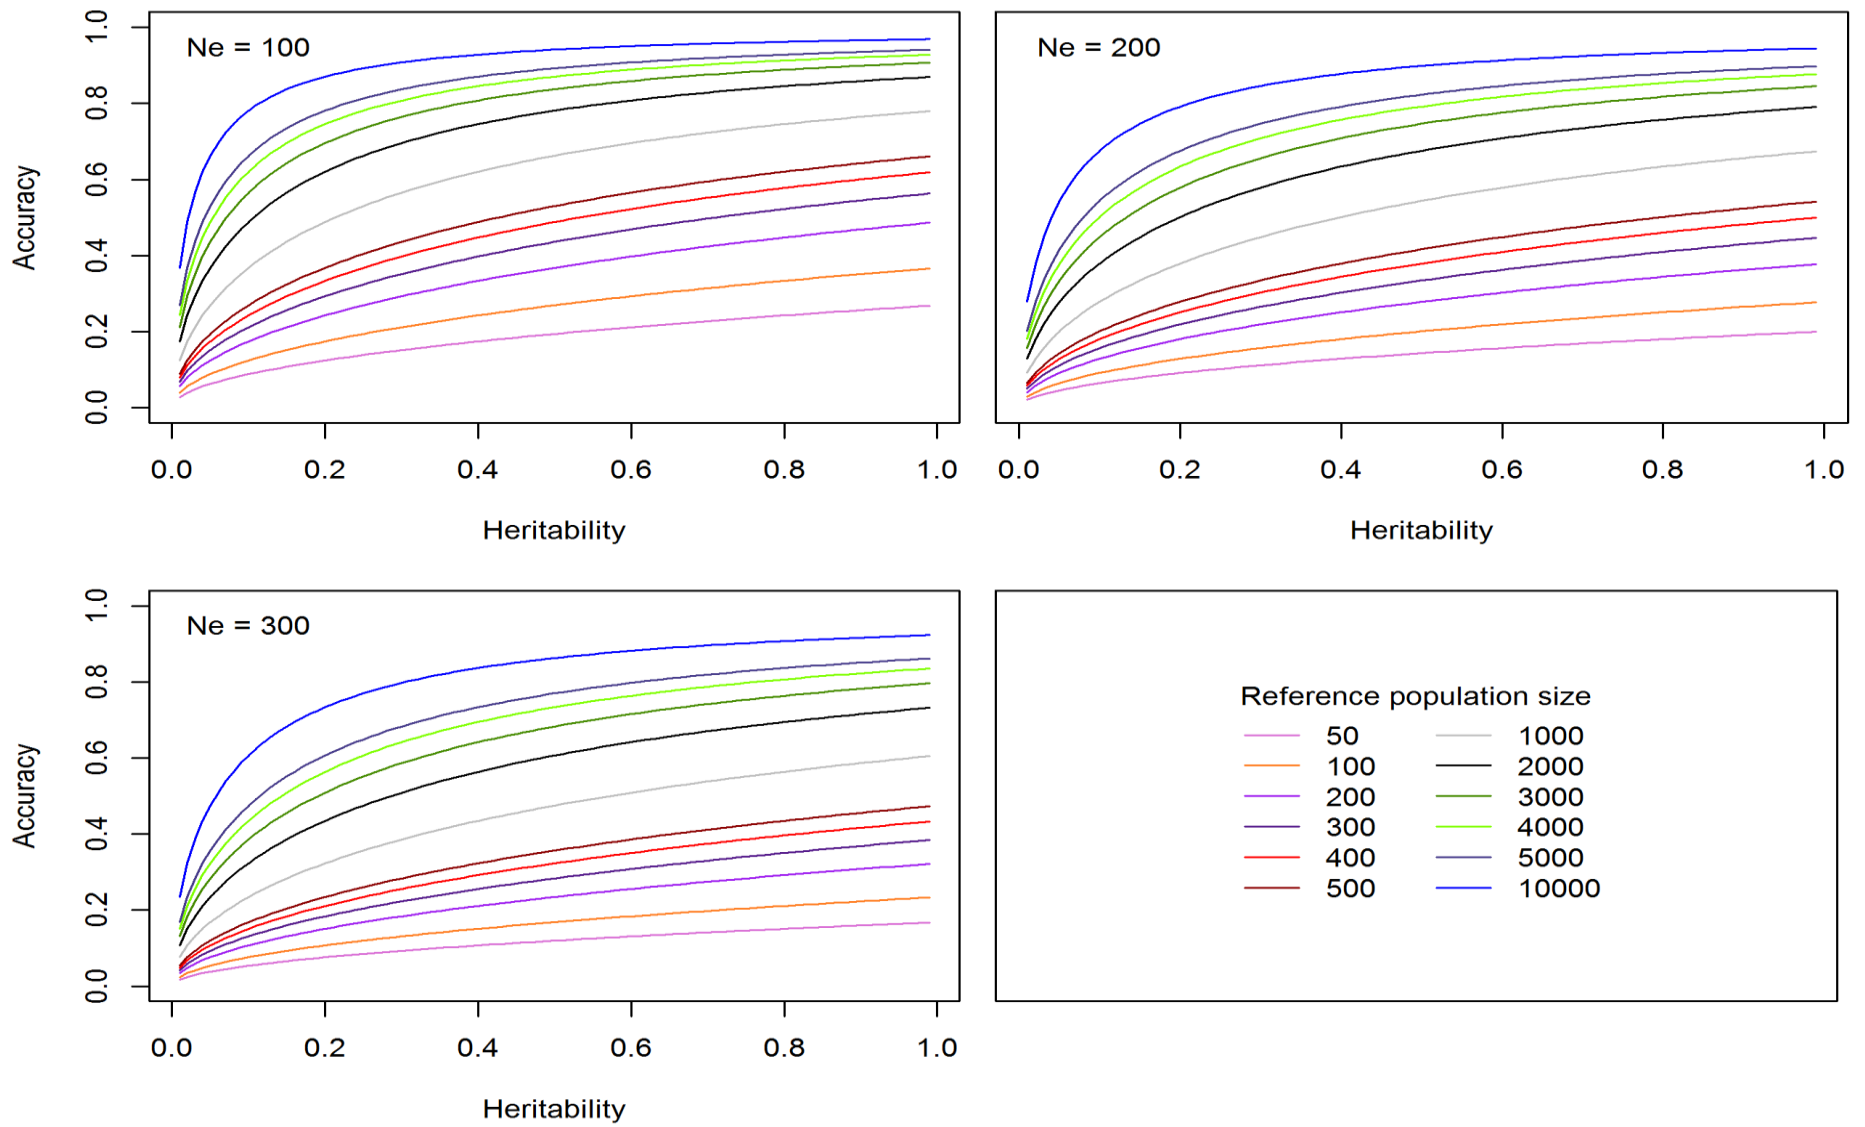 Ne = 100
Accuracy
0.0 0.2 0.4 0.6 0.8 1.0
0.0 0.2 0.4 0.6 0.8 1.0
Heritability
Ne = 200
0.0 0.2 0.4 0.6 0.8 1.0
Heritability
Ne = 300
Accuracy
0.0 0.2 0.4 0.6 0.8 1.0
0.0 0.2 0.4 0.6 0.8 1.0
Heritability
Reference population size
50 1000
100 2000
200 3000
300 4000
400 5000
500 10000